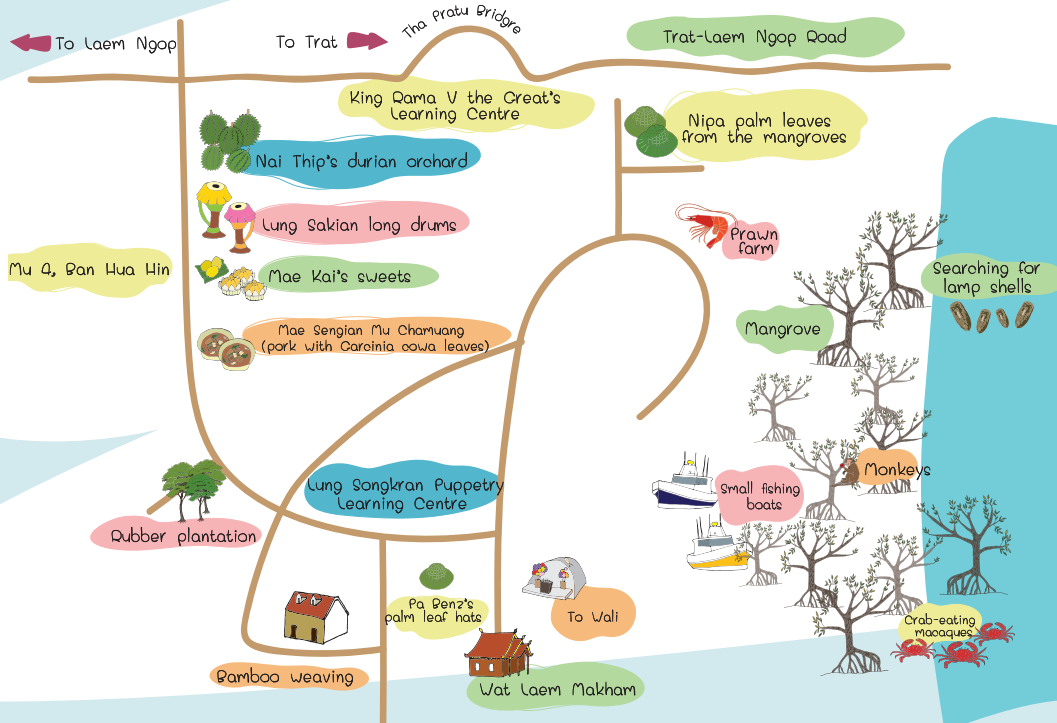 To Laem Ngop
To Trat
Tha Pratu Bridgre
Trat-Laem Ngop Road
King Rama V the Great's
Learning Centre
Nipa palm leaves
from the mangroves
Nai Thip's durian orchard
Lung Sakian long drums
Prawn
farm
Mu 4, Ban Hua Hin
Mae Kai's sweets
Searching for
lamp shells
Mae Sengian Mu Chamuang
(pork with Garcinia cowa leaves)
Mangrove
Monkeys
Lung Songkran Puppetry
Learning Centre
Small fishing
boats
Rubber plantation
Pa Benz's
palm leaf hats
To Wali
Crab-eating
macaques
Bamboo weaving
Wat Laem Makham